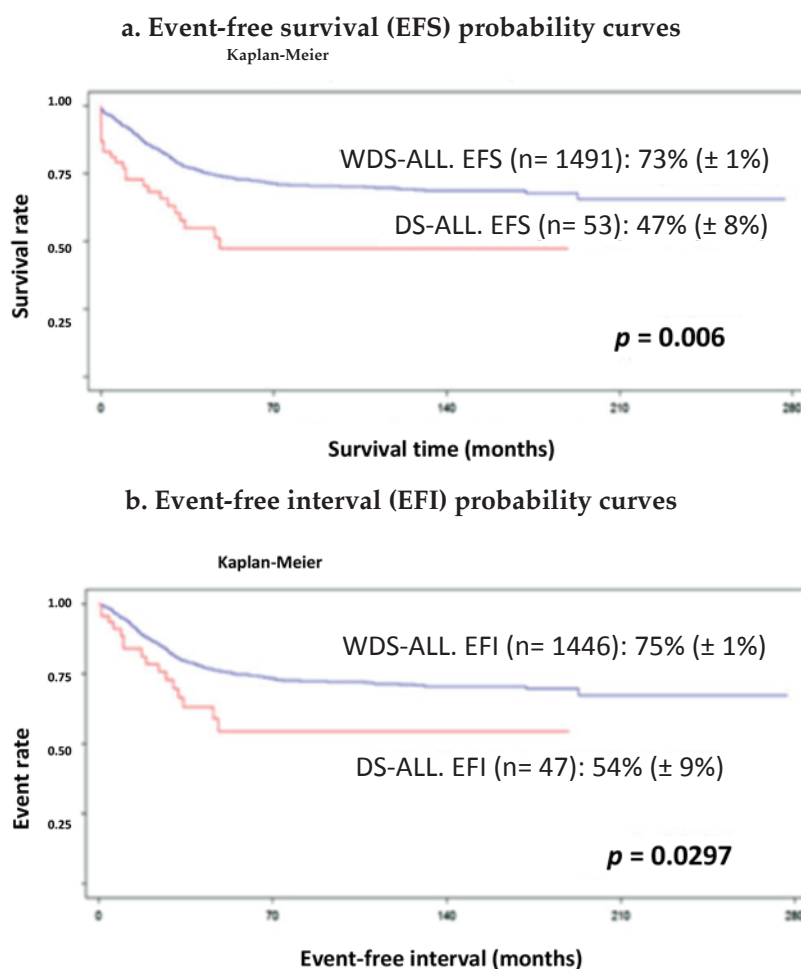 a. Event-free survival (EFS) probability curves
Kaplan-Meier
1.00
WDS-ALL. EFS (n= 1491): 73% (± 1%)
0.75
DS-ALL. EFS (n= 53): 47% (± 8%)
0.50
Survival rate
0.25
p = 0.006
0 70 140 210 280
Survival time (months)
b. Event-free interval (EFI) probability curves
Kaplan-Meier
1.00
WDS-ALL. EFI (n= 1446): 75% (± 1%)
0.75
DS-ALL. EFI (n= 47): 54% (± 9%)
0.50
Event rate
0.25
p = 0.0297
0 70 140 210 280
Event-free interval (months)